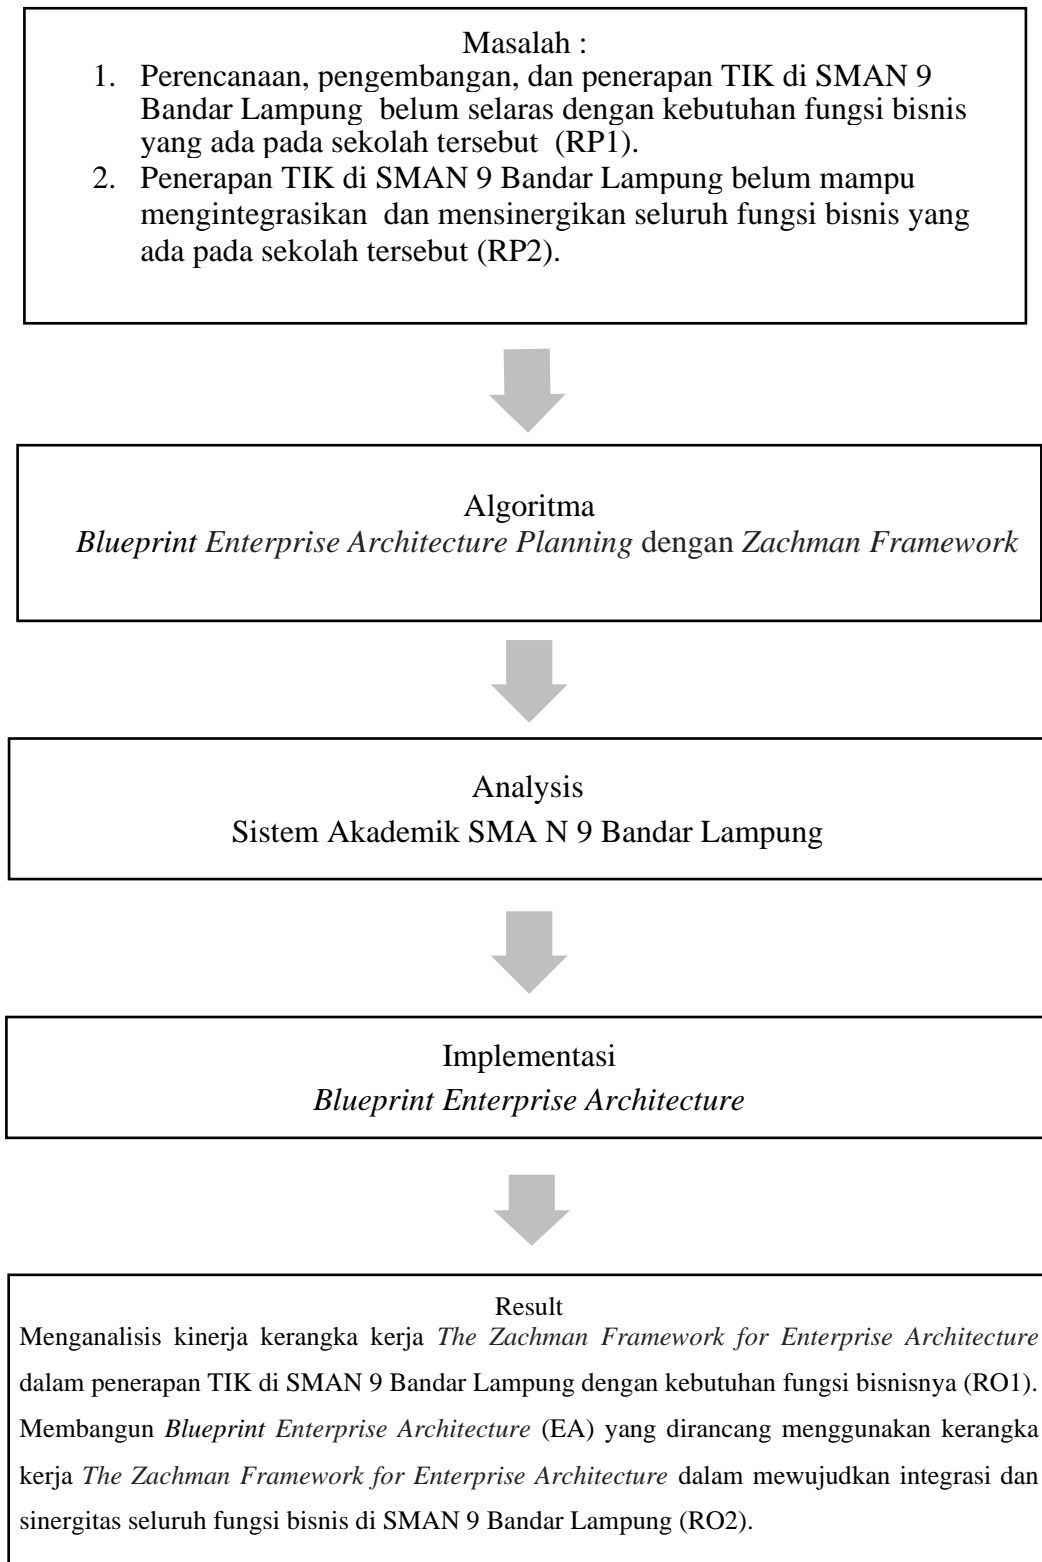 Masalah :
1. Perencanaan, pengembangan, dan penerapan TIK di SMAN 9
Bandar Lampung belum selaras dengan kebutuhan fungsi bisnis
yang ada pada sekolah tersebut (RP1).
2. Penerapan TIK di SMAN 9 Bandar Lampung belum mampu
mengintegrasikan dan mensinergikan seluruh fungsi bisnis yang
ada pada sekolah tersebut (RP2).
Algoritma
Blueprint Enterprise Architecture Planning dengan Zachman Framework
Analysis
Sistem Akademik SMA N 9 Bandar Lampung
Implementasi
Blueprint Enterprise Architecture
Result
Menganalisis kinerja kerangka kerja The Zachman Framework for Enterprise Architecture
dalam penerapan TIK di SMAN 9 Bandar Lampung dengan kebutuhan fungsi bisnisnya (RO1).
Membangun Blueprint Enterprise Architecture (EA) yang dirancang menggunakan kerangka
kerja The Zachman Framework for Enterprise Architecture dalam mewujudkan integrasi dan
sinergitas seluruh fungsi bisnis di SMAN 9 Bandar Lampung (RO2).